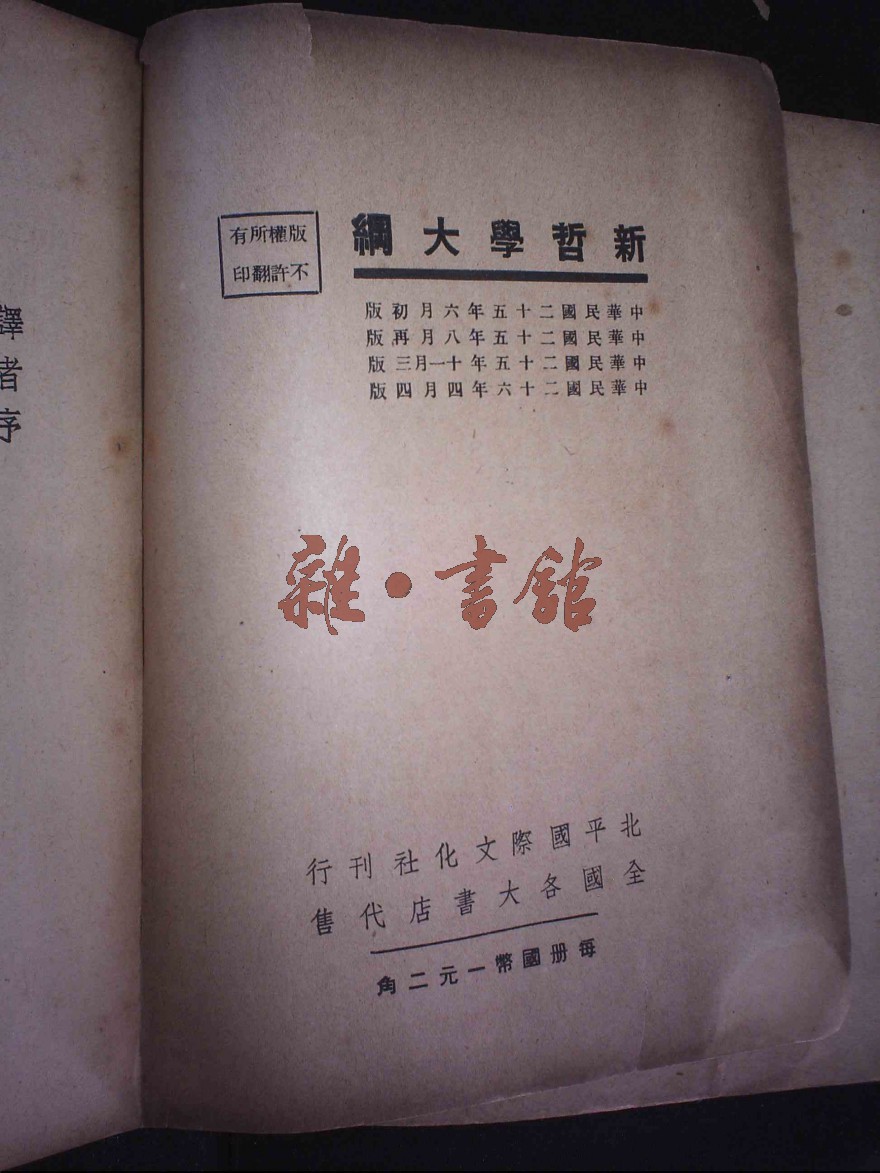 新哲學大綱
版權所有
不許翻印
中華民國二十五年六月初版
中華民國二十五年八月再版
中華民國二十五年十一月三版
中華民國二十六年四月四版
雜·書館
北平國際文化社刊行
全國各大書店代售
每册國幣一元二角
譯者序